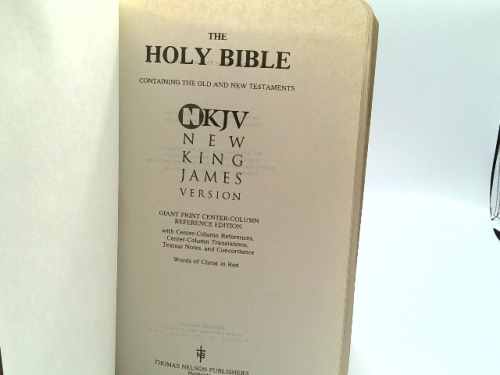 THE
HOLY BIBLE
CONTAINING THE OLD AND NEW TESTAMENTS
NKJV
NEW
KING
JAMES
VERSION
GIANT PRINT CENTER-COLUMN
REFERENCE EDITION
with Center-Column References,
Center-Column Translations,
Textual Notes, and Concordance
Words of Christ in Red
THOMAS NELSON PUBLISHERS